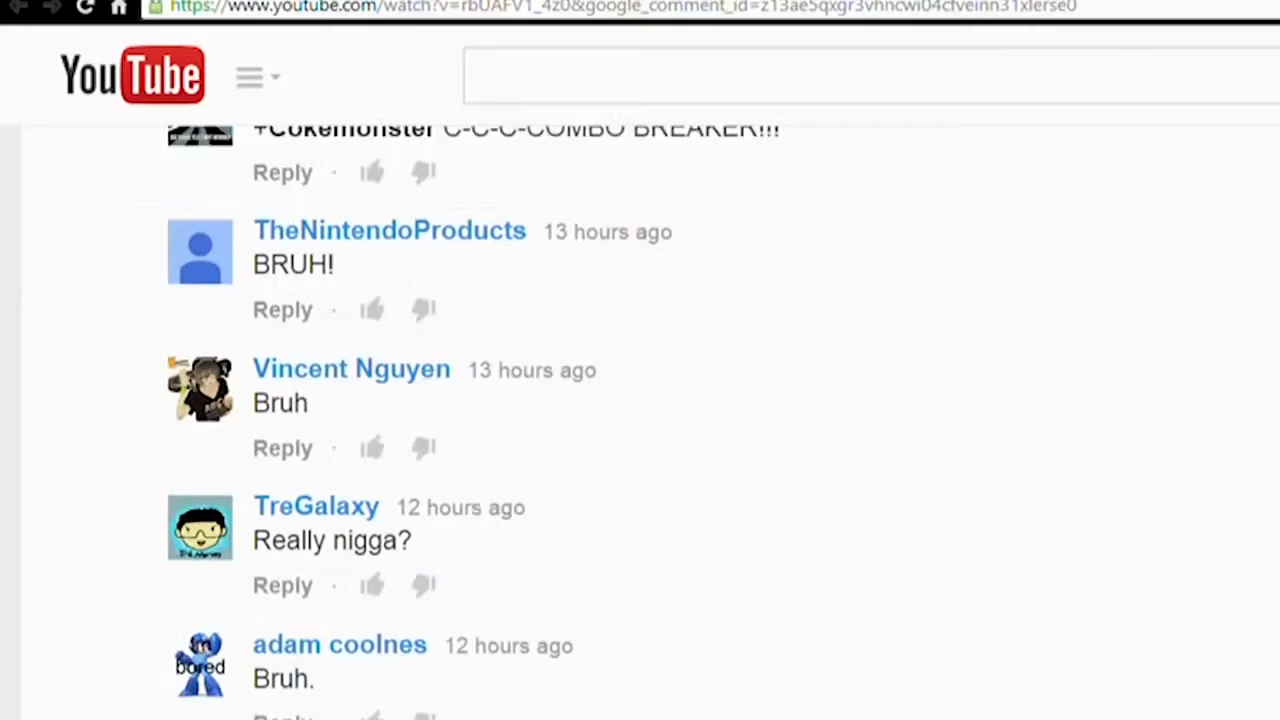 https://www.youtube.com/watch?v=rbUAFV1_4z0&google_comment_id=z13ae5qxgr3vhncwi04cfveinn31xlerse0
YouTube
+Cokemonster C-C-C-COMBO BREAKER!!!
Reply
TheNintendoProducts 13 hours ago
BRUH!
Reply
Vincent Nguyen 13 hours ago
Bruh
Reply
TreGalaxy 12 hours ago
Really nigga?
Reply
adam coolnes 12 hours ago
I'm
bored
Bruh.
Reply